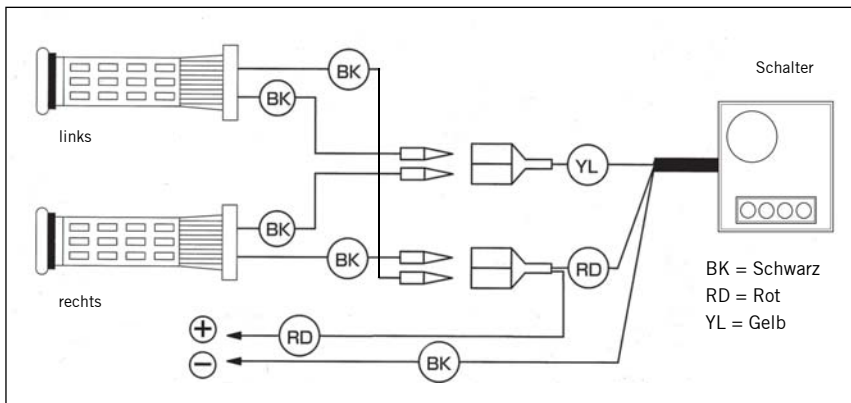 BK
BK
Schalter
links
YL
BK
BK
RD
rechts
BK = Schwarz
RD = Rot
YL = Gelb
+
RD
−
BK